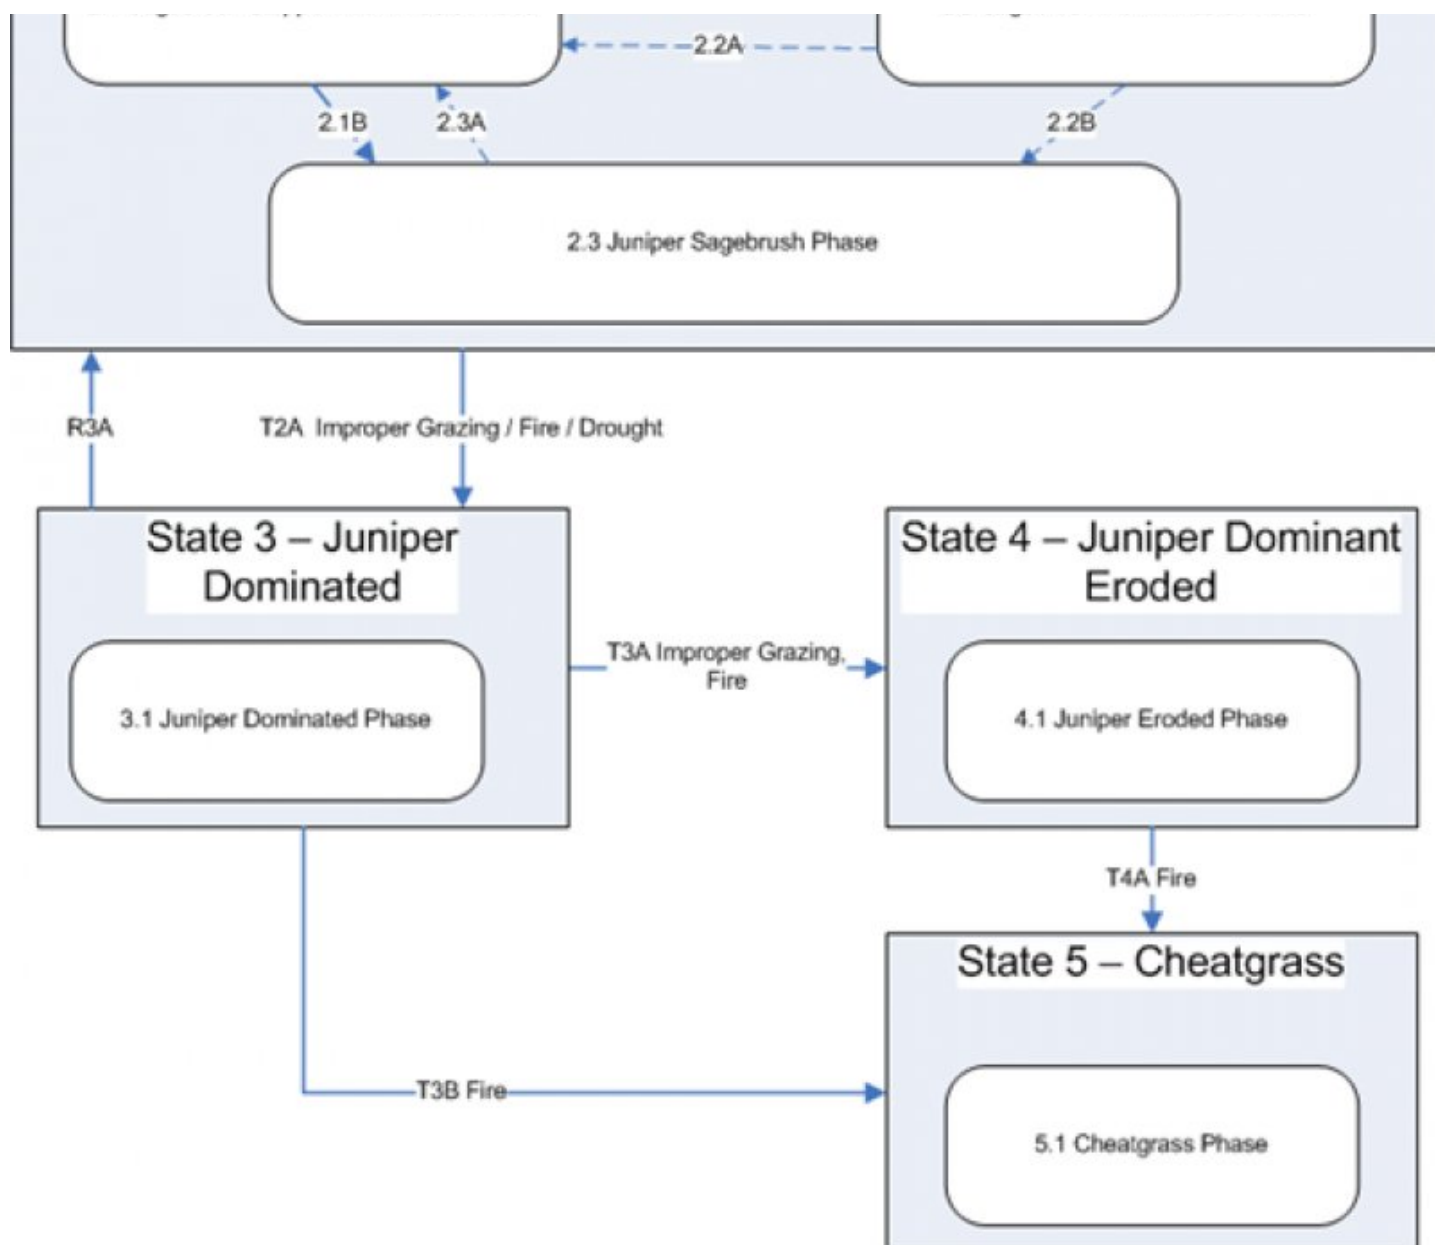 2.2A
2.1B
2.3A
2.2B
2.3 Juniper Sagebrush Phase
R3A
T2A  Improper Grazing / Fire / Drought
State 3 – Juniper
Dominated
State 4 – Juniper Dominant
Eroded
T3A Improper Grazing,
Fire
3.1 Juniper Dominated Phase
4.1 Juniper Eroded Phase
T4A Fire
State 5 – Cheatgrass
T3B Fire
5.1 Cheatgrass Phase